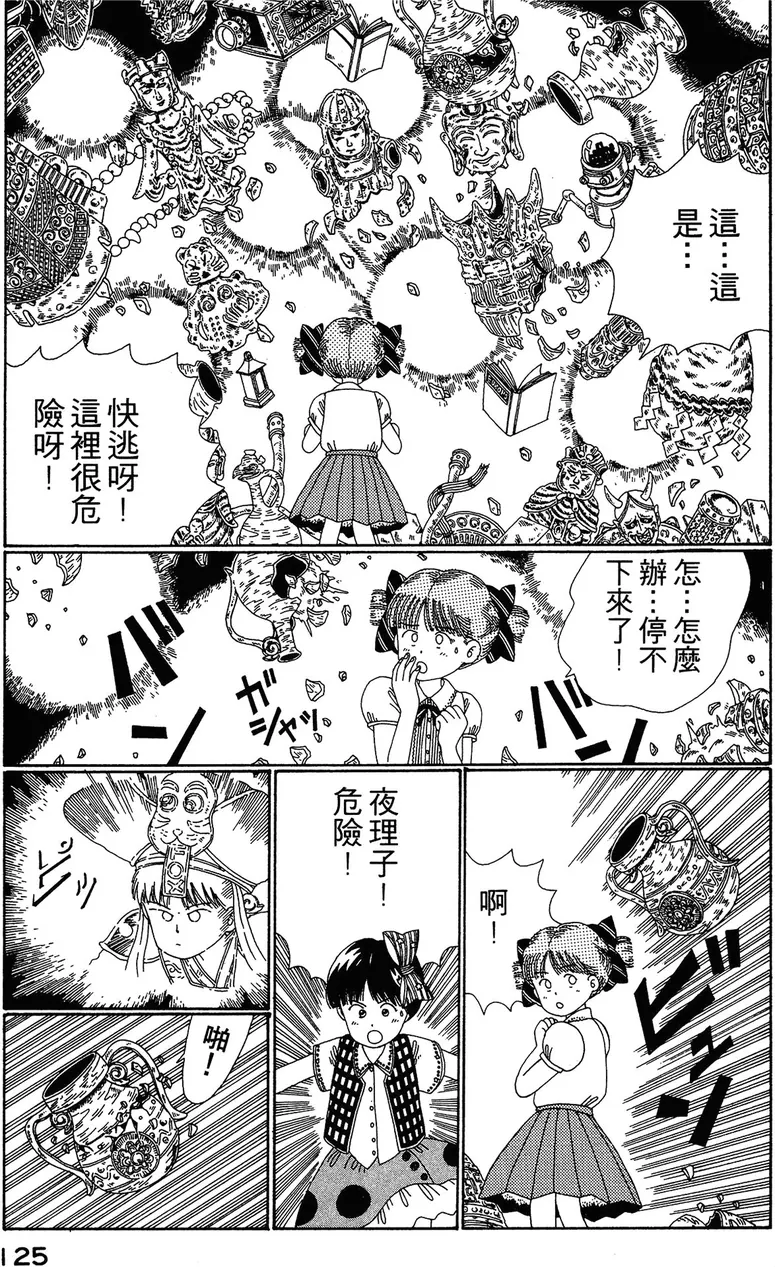 這…這
是…
快逃呀！
這裡很危
險呀！
怎…怎麼
辦…停不
下來了！
バン
ガシャッ
バン
啊！
ビュン
夜理子！
危險！
ピッ
啪！
125